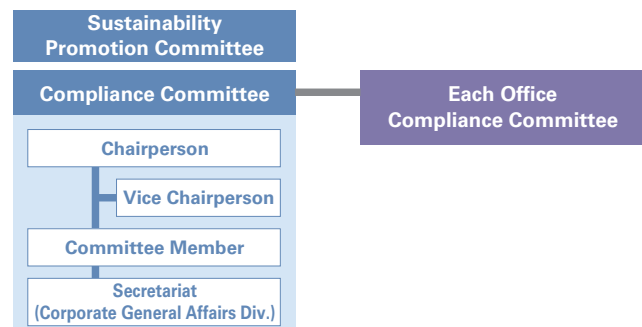 Sustainability
Promotion Committee
Compliance Committee
Each Office
Compliance Committee
Chairperson
Vice Chairperson
Committee Member
Secretariat
(Corporate General Affairs Div.)